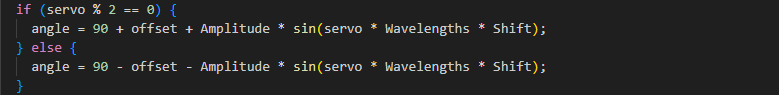 if (servo % 2 == 0) {
angle = 90 + offset + Amplitude * sin(servo * Wavelengths * Shift);
} else {
angle = 90 - offset - Amplitude * sin(servo * Wavelengths * Shift);
}